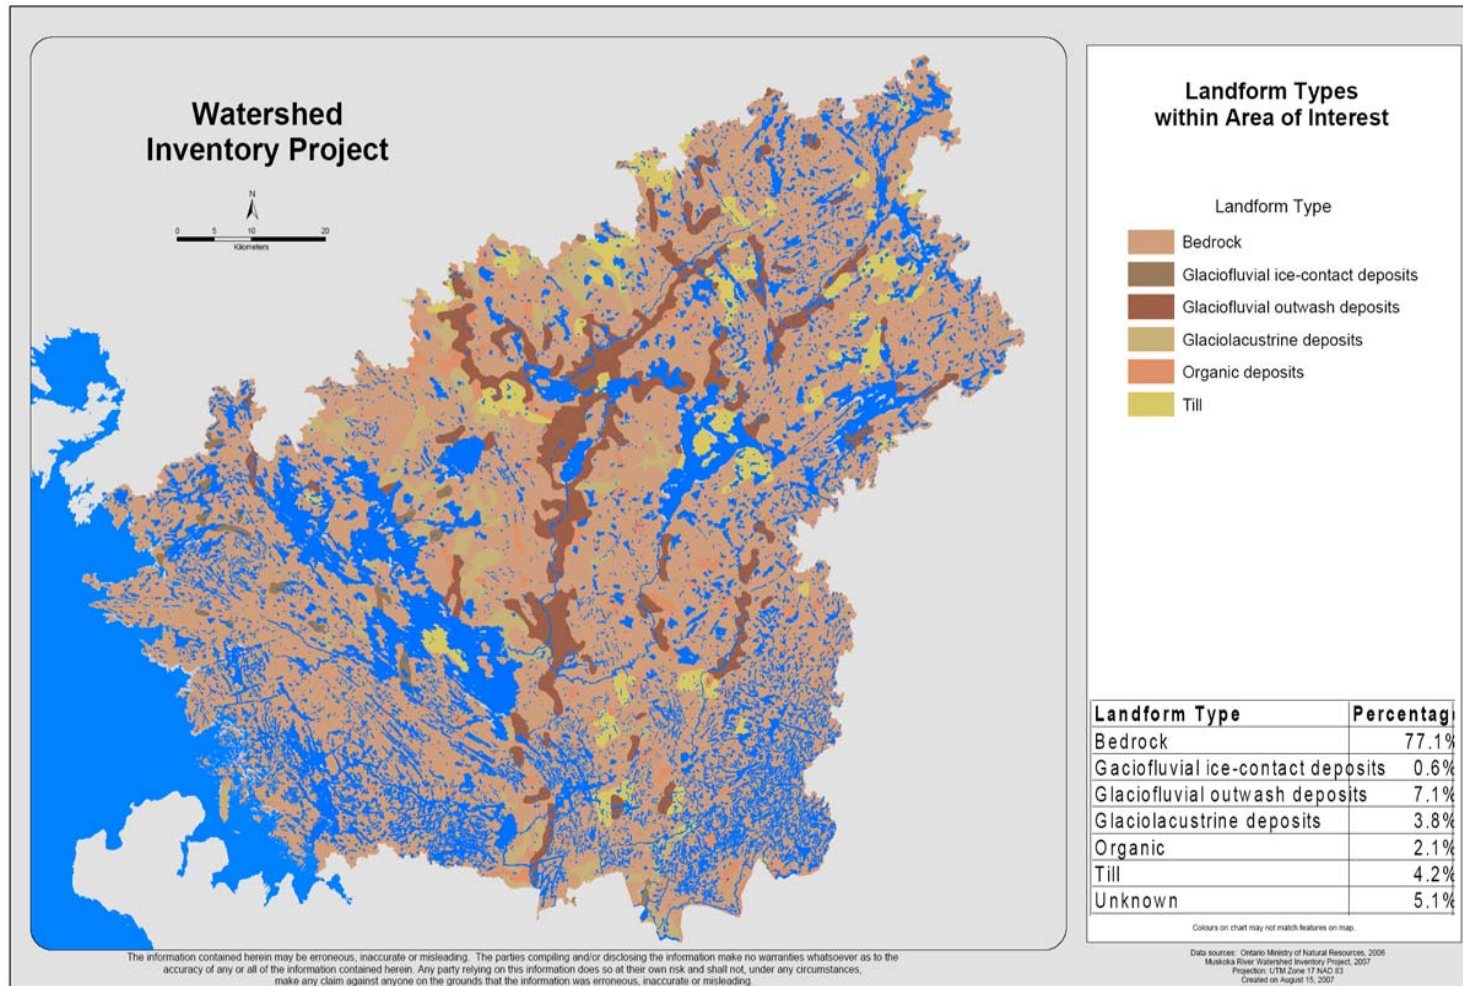 Watershed
Inventory Project
N
0 5 10 20
Kilometers
Landform Types
within Area of Interest
Landform Type
Bedrock
Glaciofluvial ice-contact deposits
Glaciofluvial outwash deposits
Glaciolacustrine deposits
Organic deposits
Till
Landform Type Percentag
Bedrock 77.1%
Gaciofluvial ice-contact deposits 0.6%
Glaciofluvial outwash deposits 7.1%
Glaciolacustrine deposits 3.8%
Organic 2.1%
Till 4.2%
Unknown 5.1%
Colours on chart may not match features on map.
The information contained herein may be erroneous, inaccurate or misleading. The parties compiling and/or disclosing the information make no warranties whatsoever as to the
accuracy of any or all of the information contained herein. Any party relying on this information does so at their own risk and shall not, under any circumstances,
make any claim against anyone on the grounds that the information was erroneous, inaccurate or misleading.
Data sources: Ontario Ministry of Natural Resources, 2006
Muskoka River Watershed Inventory Project, 2007
Projection: UTM Zone 17 NAD 83
Created on August 15, 2007